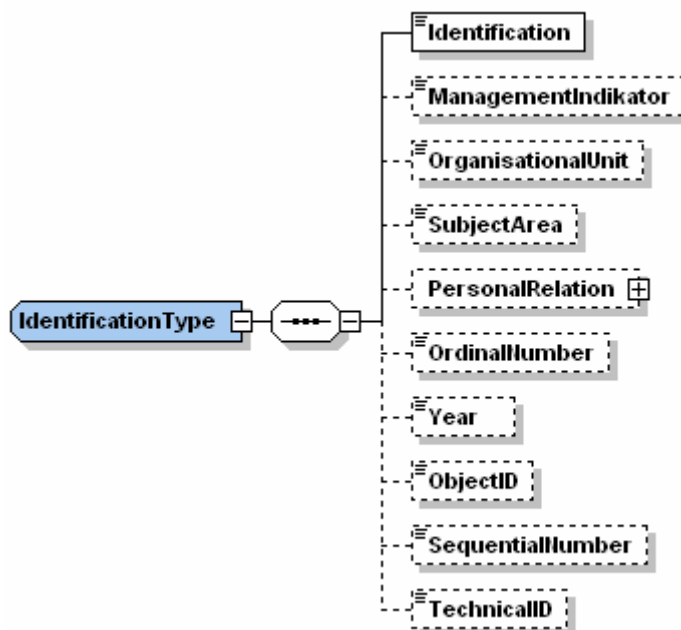 Identification
ManagementIndikator
OrganisationalUnit
SubjectArea
PersonalRelation
IdentificationType
OrdinalNumber
Year
ObjectID
SequentialNumber
TechnicalID